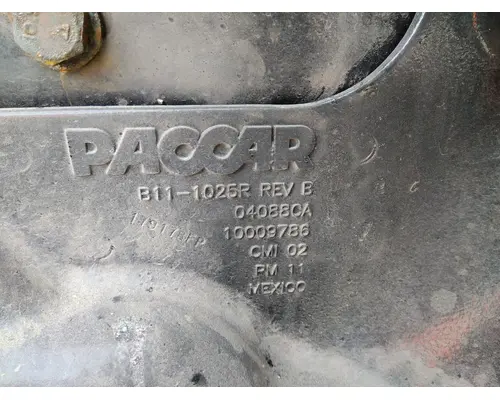 PACCAR
B11-1025R REV B
04088CA
10009786
CMI 02
PM 11
MEXICO